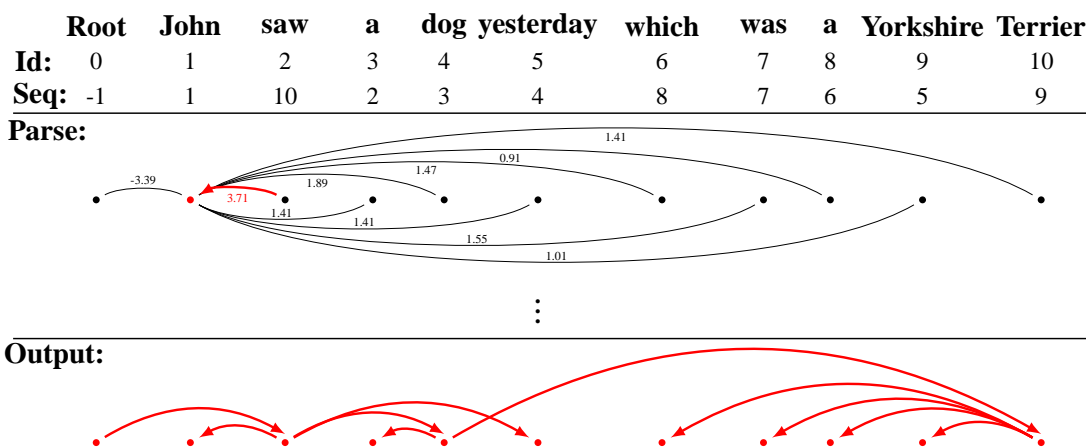 Root John saw a dog yesterday which was a Yorkshire Terrier
Id: 0 1 2 3 4 5 6 7 8 9 10
Seq: -1 1 10 2 3 4 8 7 6 5 9
Parse:
1.41
0.91
1.47
-3.39 1.89
3.71
1.41
1.41
1.55
1.01
⋮
Output: